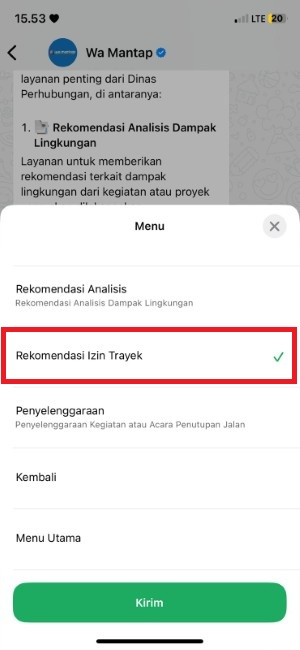 15.53
LTE 20
Wa Mantap
layanan penting dari Dinas
Perhubungan, di antaranya:
1. Rekomendasi Analisis Dampak
Lingkungan
Layanan untuk memberikan
rekomendasi terkait dampak
lingkungan dari kegiatan atau proyek
Menu
Rekomendasi Analisis
Rekomendasi Analisis Dampak Lingkungan
Rekomendasi Izin Trayek
Penyelenggaraan
Penyelenggaraan Kegiatan atau Acara Penutupan Jalan
Kembali
Menu Utama
Kirim